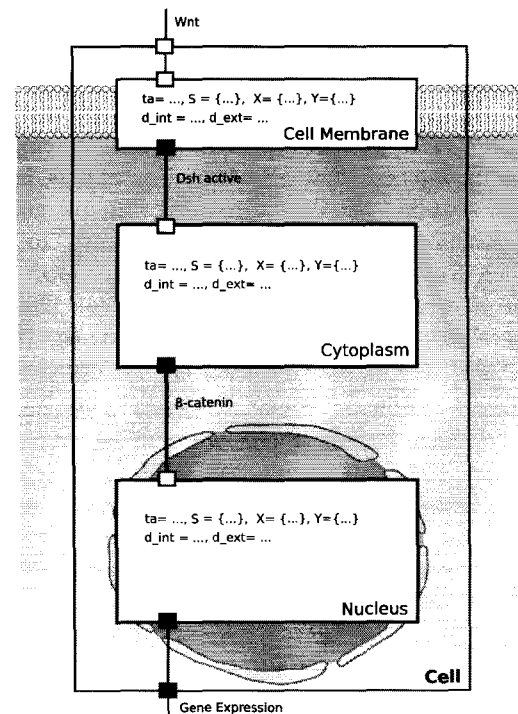 Wnt
ta= ..., S = {...}, X= {...}, Y={...}
d_int = ..., d_ext= ...
Cell Membrane
Dsh active
ta= ..., S = {...}, X= {...}, Y={...}
d_int = ..., d_ext= ...
Cytoplasm
β-catenin
ta= ..., S = {...}, X= {...}, Y={...}
d_int = ..., d_ext= ...
Nucleus
Cell
Gene Expression